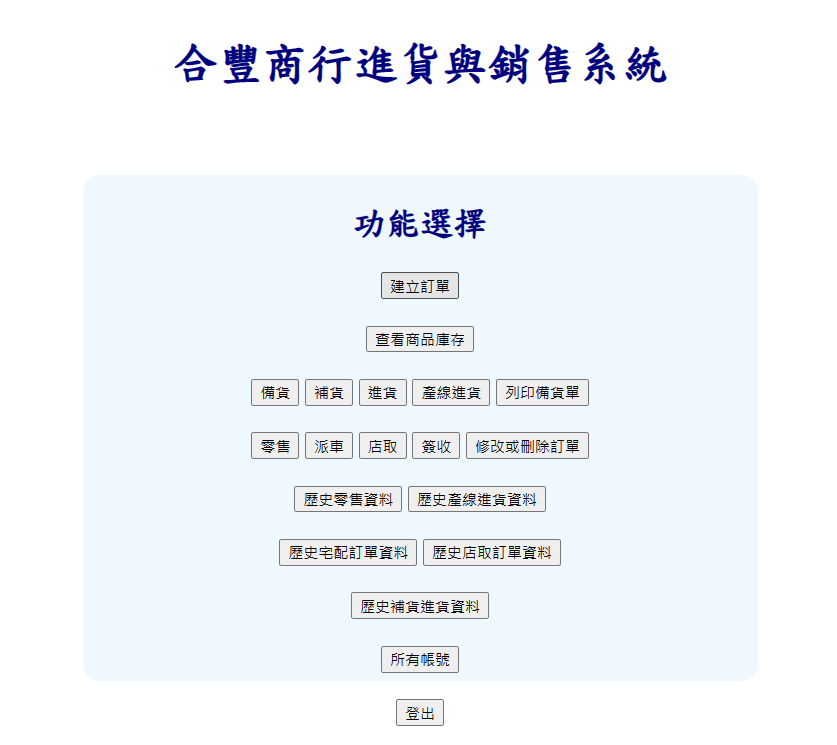 合豐商行進貨與銷售系統
功能選擇
建立訂單
查看商品庫存
備貨 補貨 進貨 產線進貨 列印備貨單
零售 派車 店取 簽收 修改或刪除訂單
歷史零售資料 歷史產線進貨資料
歷史宅配訂單資料 歷史店取訂單資料
歷史補貨進貨資料
所有帳號
登出